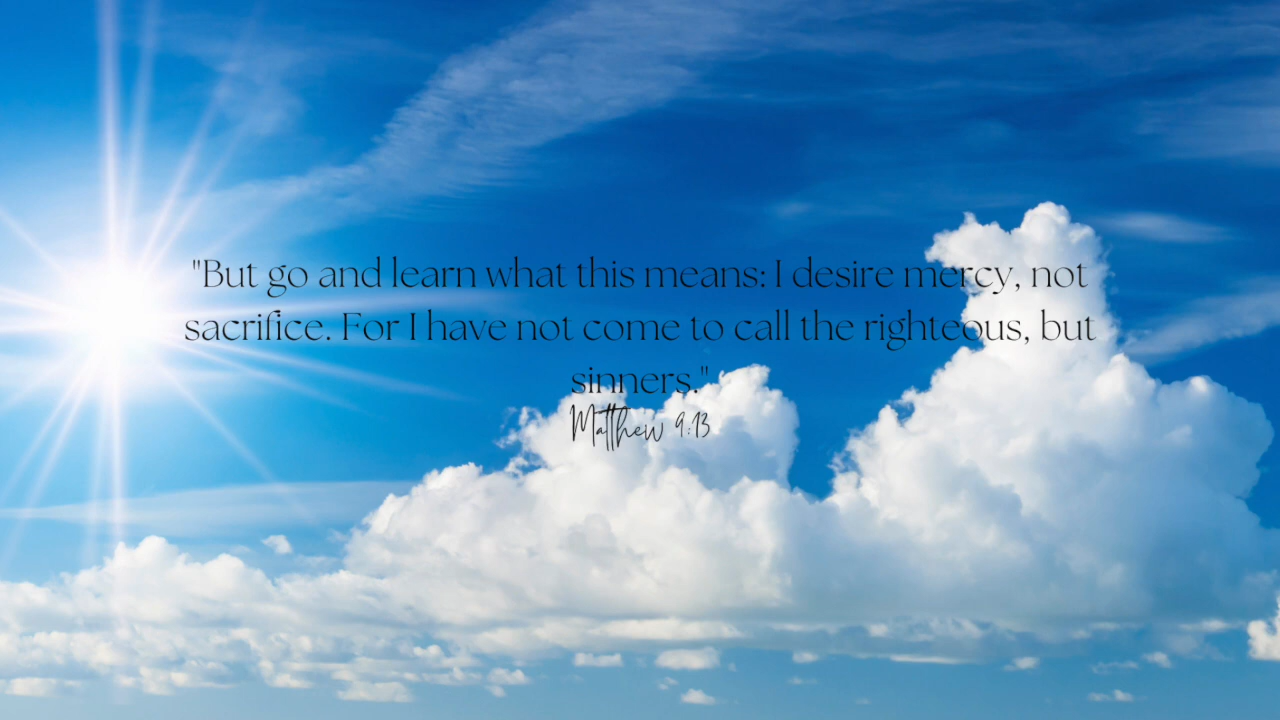 "But go and learn what this means: I desire mercy, not
sacrifice. For I have not come to call the righteous, but
sinners."
Matthew 9:13